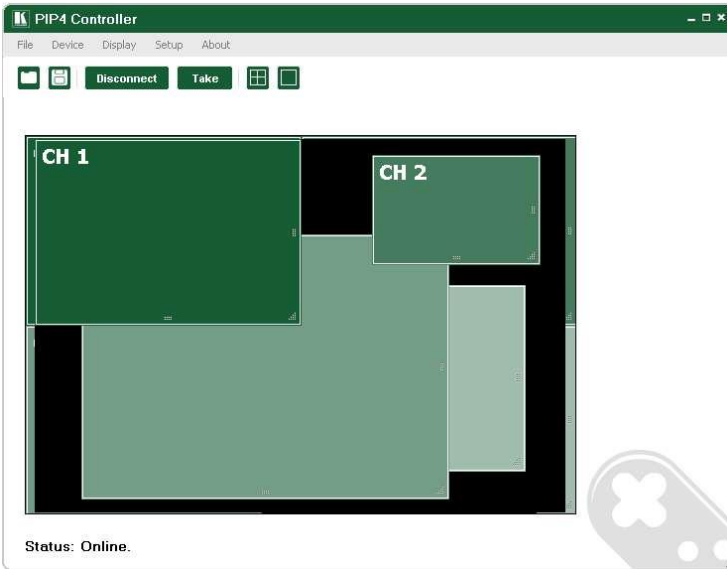 PIP4 Controller
File Device Display Setup About
Disconnect Take
CH 1
CH 2
Status: Online.